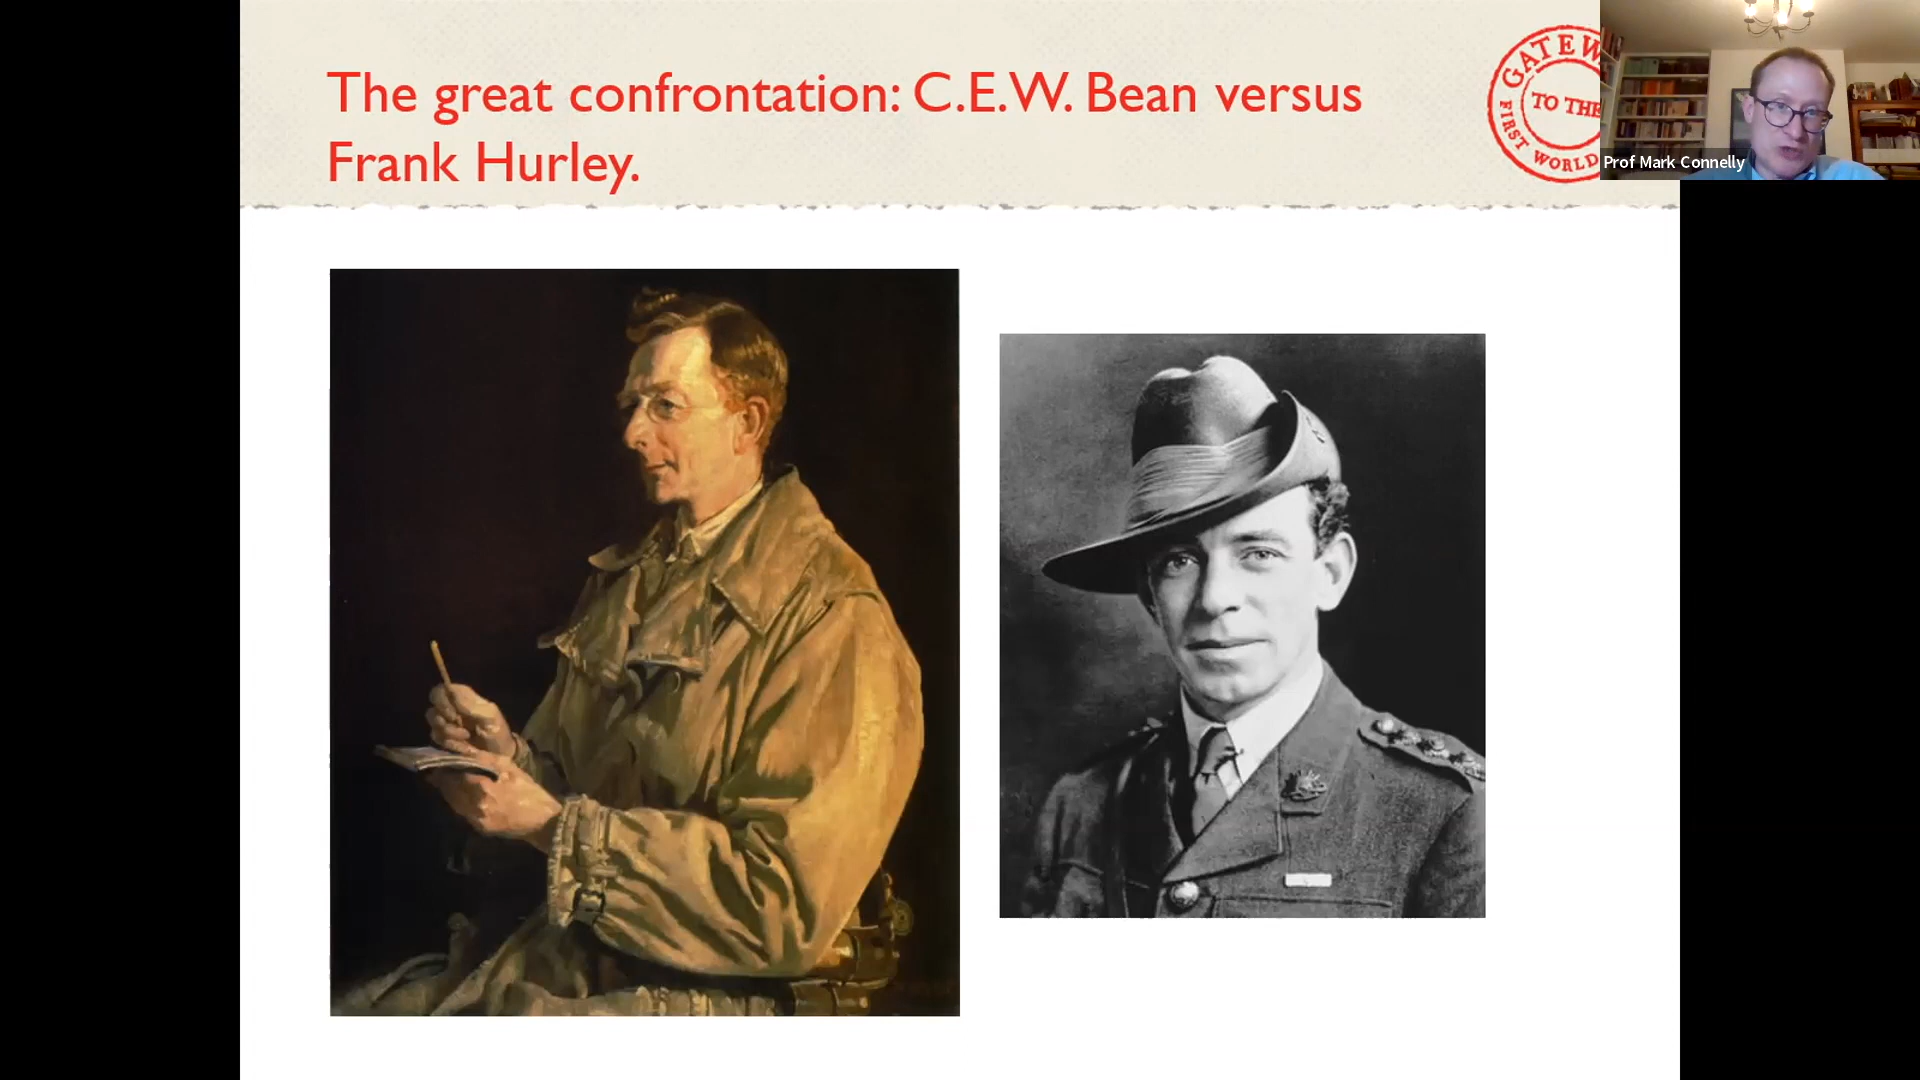 The great confrontation: C.E.W. Bean versus
Frank Hurley.
GATEW
TO THE
FIRST WORLD
Prof Mark Connelly